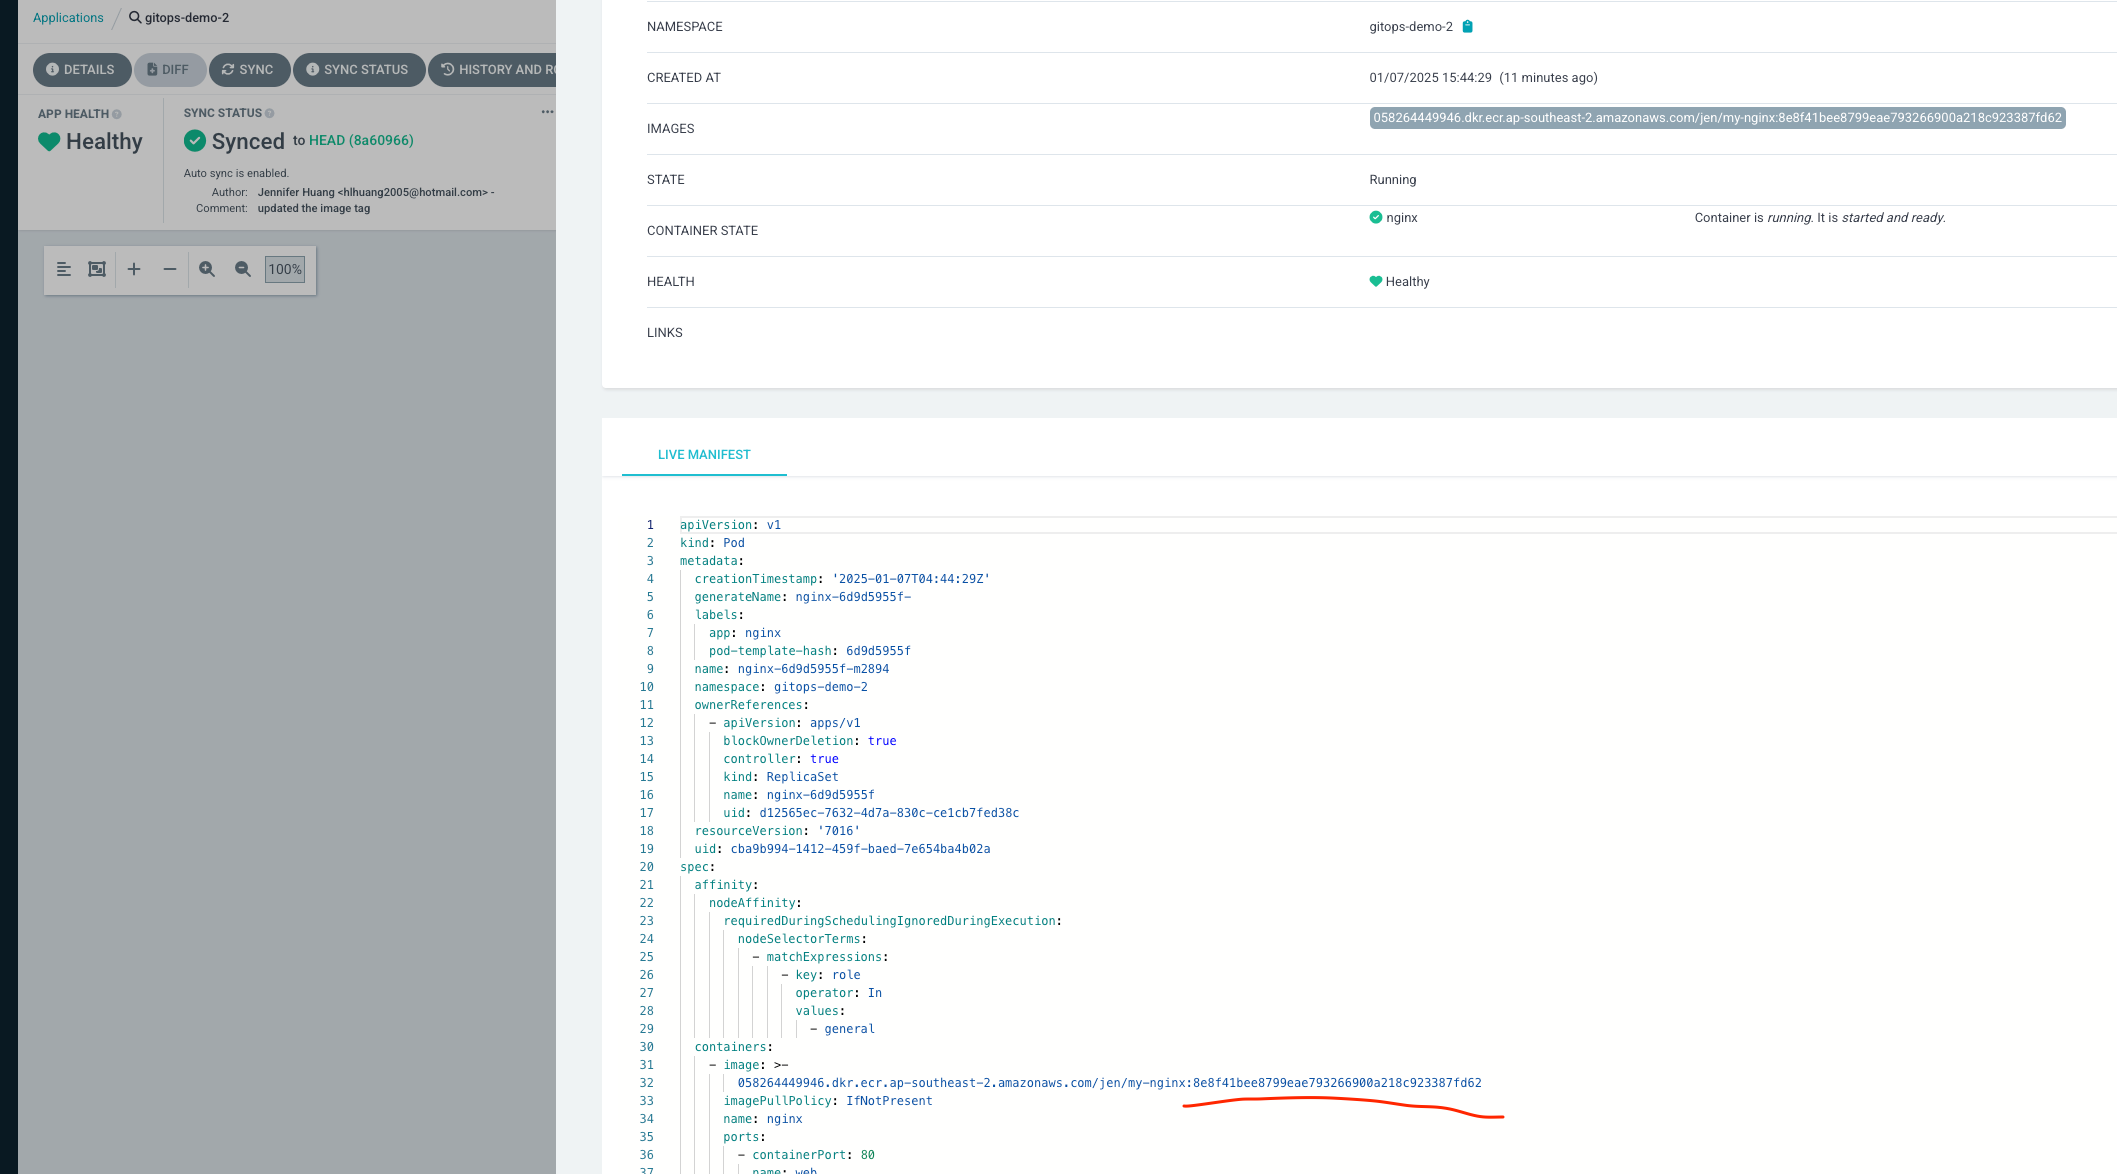 Applications / gitops-demo-2
DETAILS DIFF SYNC SYNC STATUS HISTORY AND RO
APP HEALTH
Healthy
SYNC STATUS
Synced to HEAD (8a60966)
Auto sync is enabled.
Author: Jennifer Huang <hlhuang2005@hotmail.com> -
Comment: updated the image tag
100%
NAMESPACE gitops-demo-2
CREATED AT 01/07/2025 15:44:29 (11 minutes ago)
IMAGES 058264449946.dkr.ecr.ap-southeast-2.amazonaws.com/jen/my-nginx:8e8f41bee8799eae793266900a218c923387fd62
STATE Running
CONTAINER STATE nginx Container is running. It is started and ready.
HEALTH Healthy
LINKS
LIVE MANIFEST
1 apiVersion: v1
2 kind: Pod
3 metadata:
4 creationTimestamp: '2025-01-07T04:44:29Z'
5 generateName: nginx-6d9d5955f-
6 labels:
7 app: nginx
8 pod-template-hash: 6d9d5955f
9 name: nginx-6d9d5955f-m2894
10 namespace: gitops-demo-2
11 ownerReferences:
12 - apiVersion: apps/v1
13 blockOwnerDeletion: true
14 controller: true
15 kind: ReplicaSet
16 name: nginx-6d9d5955f
17 uid: d12565ec-7632-4d7a-830c-ce1cb7fed38c
18 resourceVersion: '7016'
19 uid: cba9b994-1412-459f-baed-7e654ba4b02a
20 spec:
21 affinity:
22 nodeAffinity:
23 requiredDuringSchedulingIgnoredDuringExecution:
24 nodeSelectorTerms:
25 - matchExpressions:
26 - key: role
27 operator: In
28 values:
29 - general
30 containers:
31 - image: >-
32 058264449946.dkr.ecr.ap-southeast-2.amazonaws.com/jen/my-nginx:8e8f41bee8799eae793266900a218c923387fd62
33 imagePullPolicy: IfNotPresent
34 name: nginx
35 ports:
36 - containerPort: 80
37 name: web